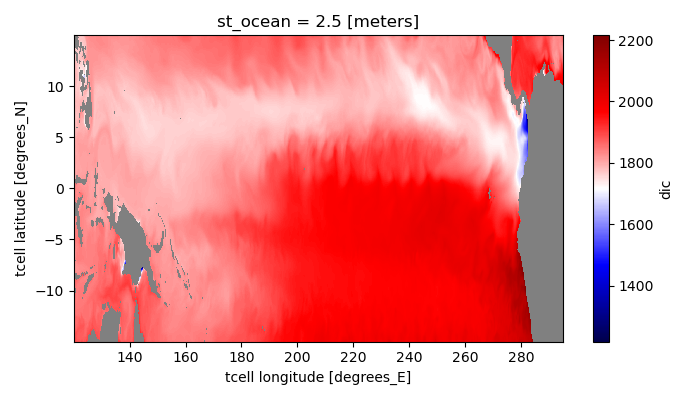 st_ocean = 2.5 [meters]
10
5
0
−5
−10
tcell latitude [degrees_N]
140 160 180 200 220 240 260 280
tcell longitude [degrees_E]
2200
2000
1800
1600
1400
dic